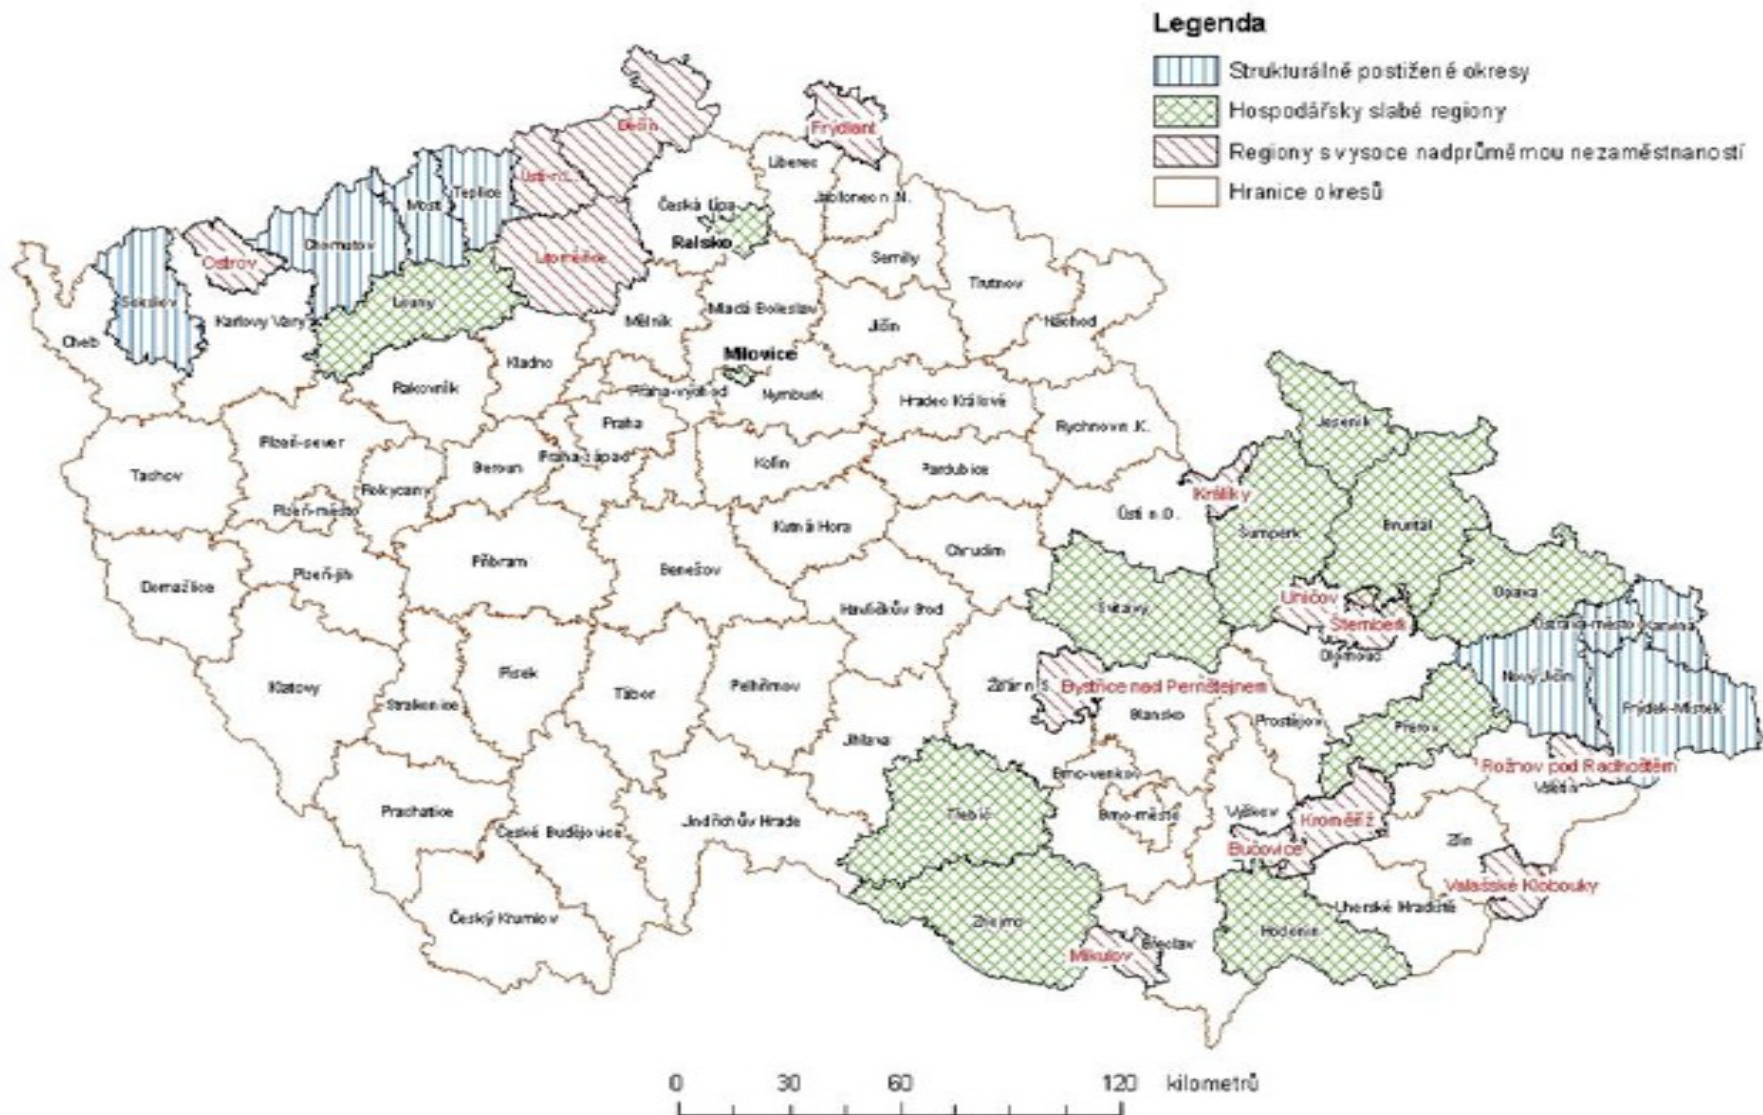 Legenda
Strukturálně postižené okresy
Hospodářsky slabé regiony
Regiony s vysoce nadprůměrnou nezaměstnaností
Hranice okresů
Děčín
Frýdlant
Liberec
Ústí n.L.
Teplice
Most
Jablonec n.N.
Česká Lípa
Ralsko
Chomutov
Ostrov
Litoměřice
Semily
Trutnov
Sokolov
Louny
Karlovy Vary
Mladá Boleslav
Mělník
Jičín
Náchod
Cheb
Milovice
Kladno
Rakovník
Praha-východ
Nymburk
Hradec Králové
Jeseník
Praha
Rychnov n.K.
Plzeň-sever
Praha-západ
Kolín
Pardubice
Beroun
Tachov
Rokycany
Králíky
Plzeň-město
Ústí n.O.
Kutná Hora
Bruntál
Šumperk
Chrudim
Příbram
Benešov
Plzeň-jih
Domažlice
Opava
Uničov
Havlíčkův Brod
Svitavy
Šternberk
Ostrava-město
Karviná
Olomouc
Písek
Nový Jičín
Klatovy
Tábor
Pelhřimov
Žďár n.S.
Bystřice nad Pernštejnem
Strakonice
Blansko
Prostějov
Frýdek-Místek
Přerov
Jihlava
Rožnov pod Radhoštěm
Brno-venkov
Vsetín
Prachatice
Třebíč
Brno-město
Vyškov
Kroměříž
Jindřichův Hradec
České Budějovice
Zlín
Bučovice
Valašské Klobouky
Uherské Hradiště
Český Krumlov
Znojmo
Hodonín
Břeclav
Mikulov
0 30 60 120 kilometrů